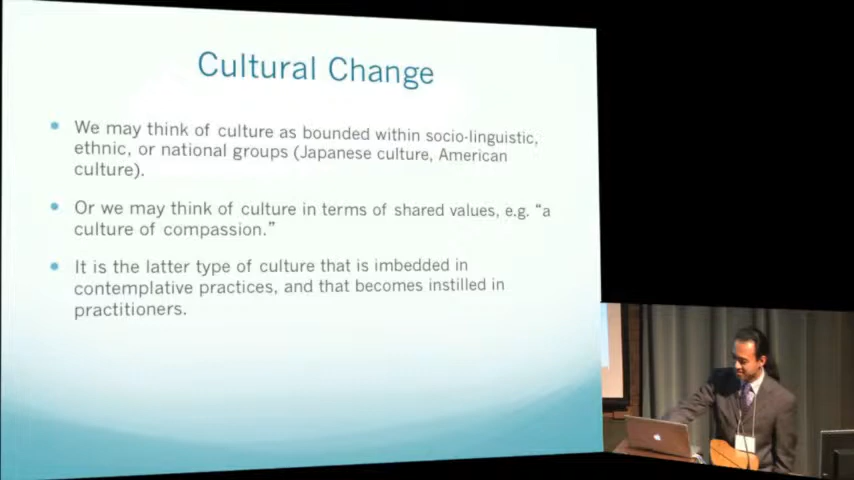 Cultural Change
• We may think of culture as bounded within socio-linguistic,
ethnic, or national groups (Japanese culture, American
culture).
• Or we may think of culture in terms of shared values, e.g. “a
culture of compassion.”
• It is the latter type of culture that is imbedded in
contemplative practices, and that becomes instilled in
practitioners.